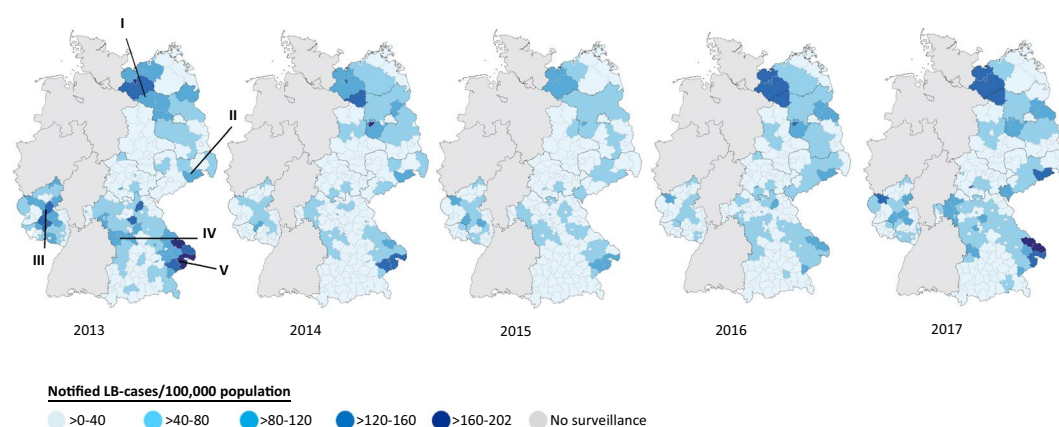 I
II
III
IV
V
2013 2014 2015 2016 2017
Notified LB-cases/100,000 population
>0-40 >40-80 >80-120 >120-160 >160-202 No surveillance